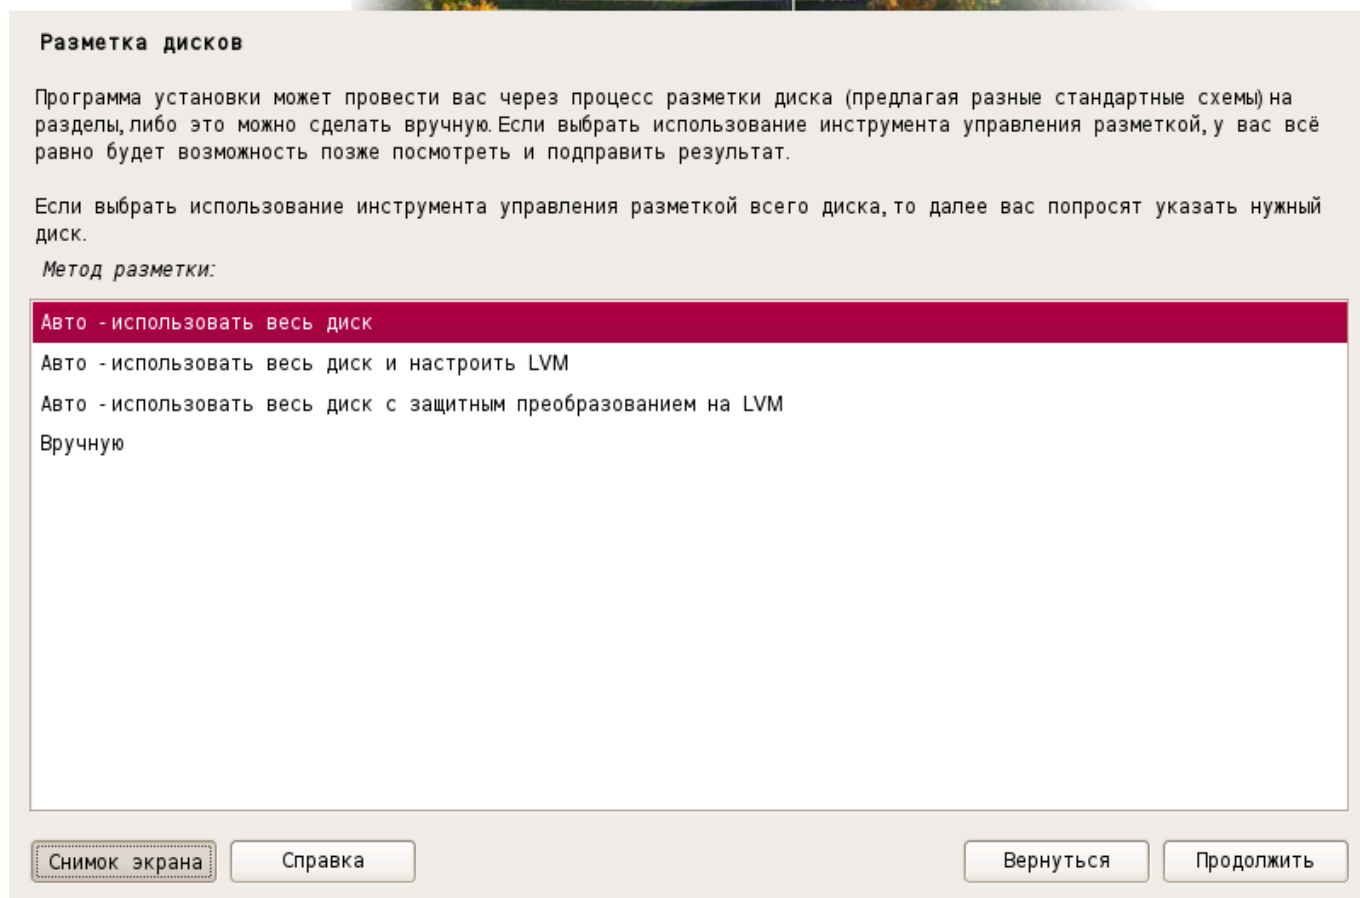 Разметка дисков
Программа установки может провести вас через процесс разметки диска (предлагая разные стандартные схемы) на
разделы, либо это можно сделать вручную. Если выбрать использование инструмента управления разметкой, у вас всё
равно будет возможность позже посмотреть и подправить результат.
Если выбрать использование инструмента управления разметкой всего диска, то далее вас попросят указать нужный
диск.
Метод разметки:
Авто - использовать весь диск
Авто - использовать весь диск и настроить LVM
Авто - использовать весь диск с защитным преобразованием на LVM
Вручную
Снимок экрана Справка Вернуться Продолжить